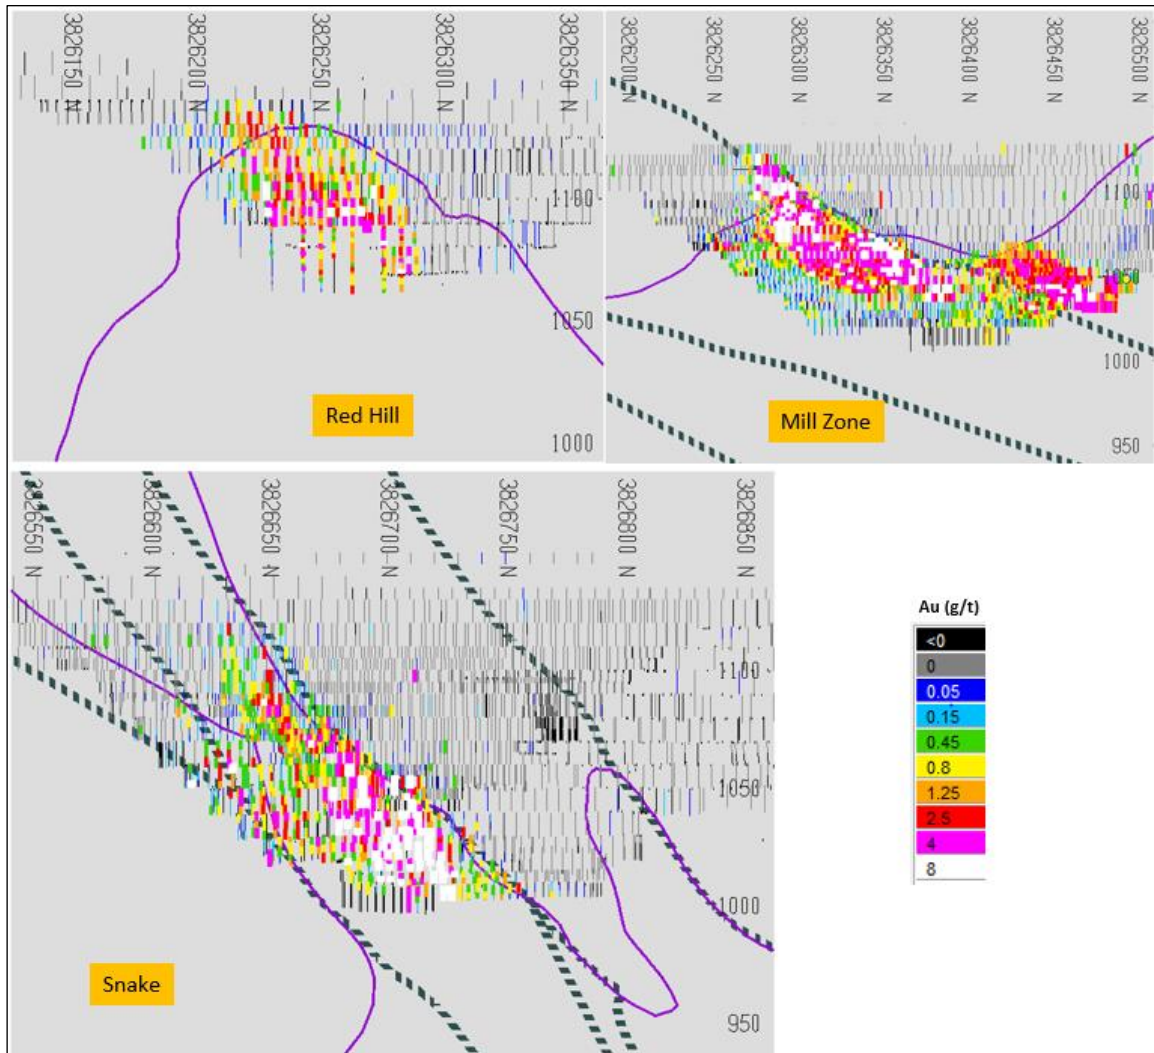 3826150 N
3826200 N
3826250 N
3826300 N
3826350 N
1100
1050
1000
Red Hill
3826200 N
3826250 N
3826300 N
3826350 N
3826400 N
3826450 N
3826500 N
1100
1050
1000
950
Mill Zone
3826550 N
3826600 N
3826650 N
3826700 N
3826750 N
3826800 N
3826850 N
1100
1050
1000
950
Snake
Au (g/t)
<0
0
0.05
0.15
0.45
0.8
1.25
2.5
4
8